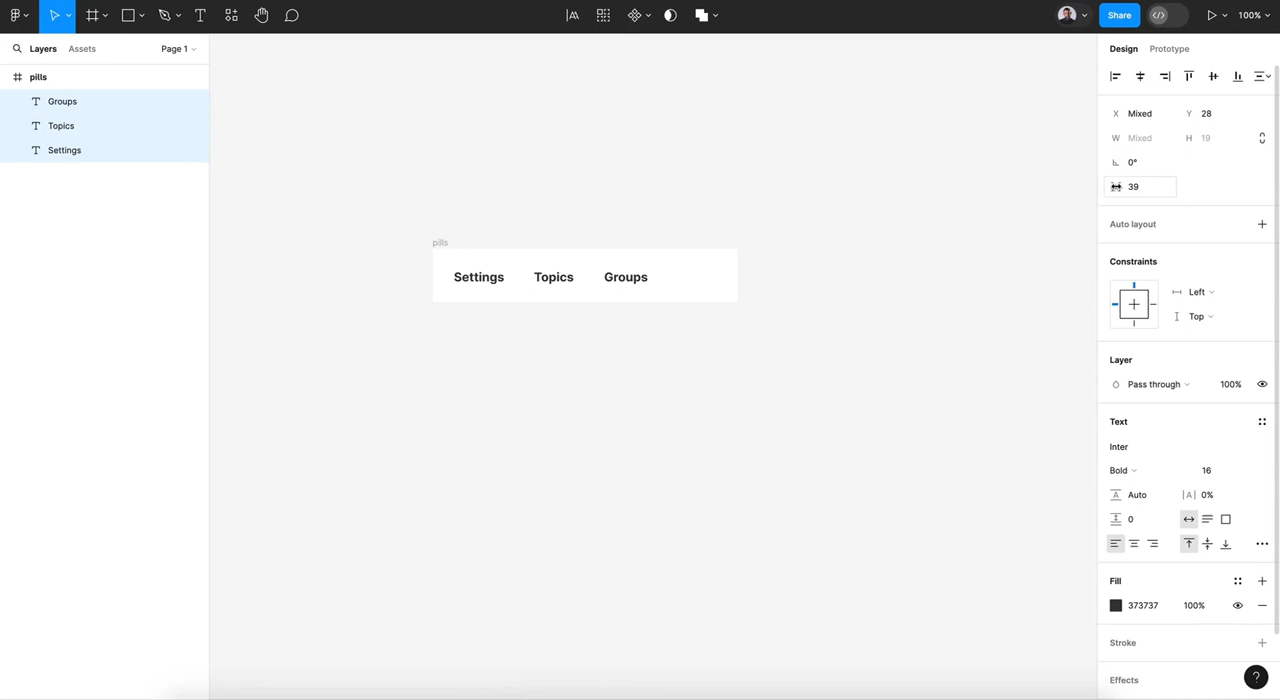 Share
100%
Layers
Assets
Page 1
Design
Prototype
pills
Groups
Topics
Settings
pills
Settings
Topics
Groups
X Mixed
Y 28
W Mixed
H 19
0°
39
Auto layout
Constraints
Left
Top
Layer
Pass through
100%
Text
Inter
Bold
16
A Auto
|A| 0%
0
Fill
373737
100%
Stroke
Effects
?